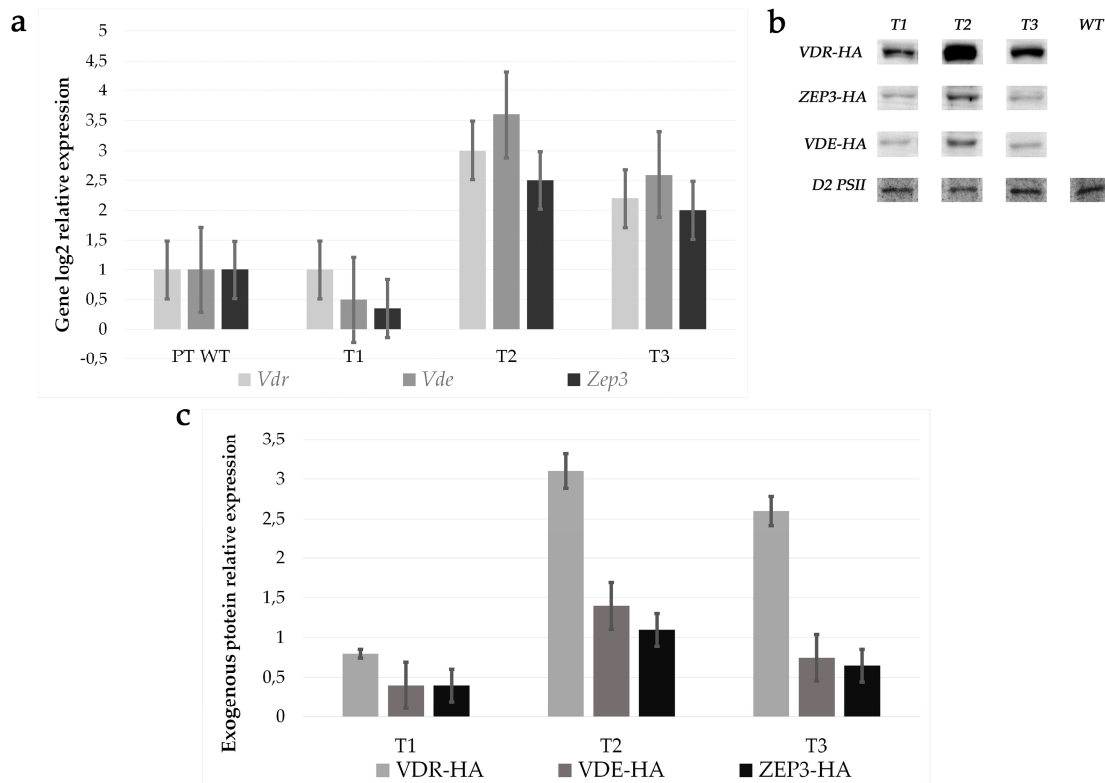 a
Gene log2 relative expression
5
4,5
4
3,5
3
2,5
2
1,5
1
0,5
0
-0,5
PT WT T1 T2 T3
Vdr Vde Zep3
b
T1 T2 T3 WT
VDR-HA
ZEP3-HA
VDE-HA
D2 PSII
c
Exogenous ptotein relative expression
3,5
3
2,5
2
1,5
1
0,5
0
T1 T2 T3
VDR-HA VDE-HA ZEP3-HA